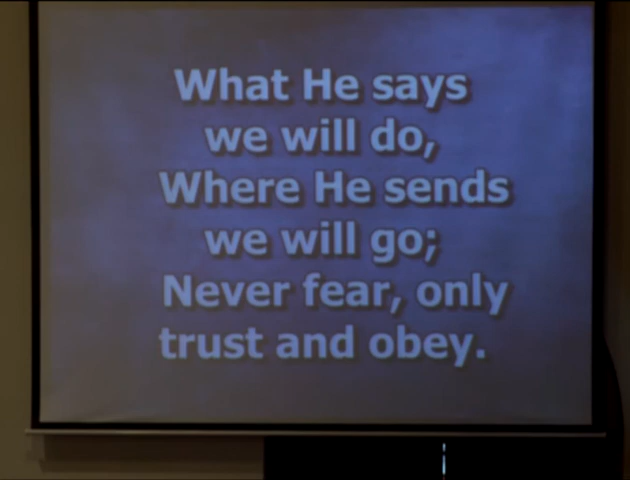 What He says
we will do,
Where He sends
we will go;
Never fear, only
trust and obey.